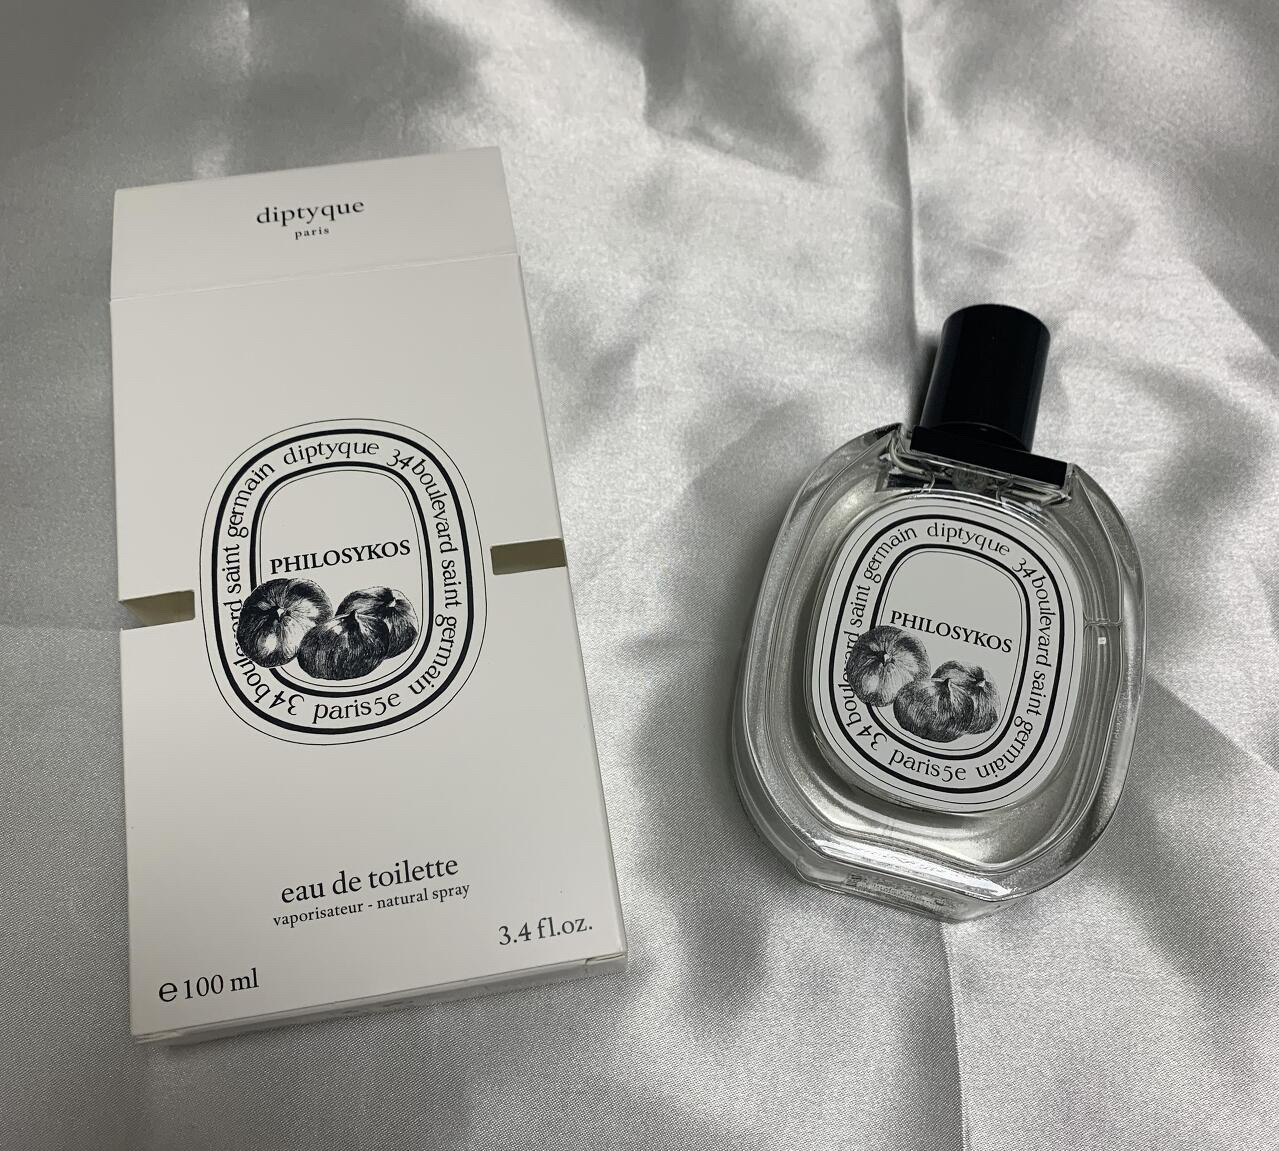 diptyque
paris
diptyque 34 boulevard saint germain paris5e 34 boulevard saint germain
PHILOSYKOS
eau de toilette
vaporisateur - natural spray
3.4 fl.oz.
e 100 ml
diptyque 34 boulevard saint germain paris5e 34 boulevard saint germain
PHILOSYKOS